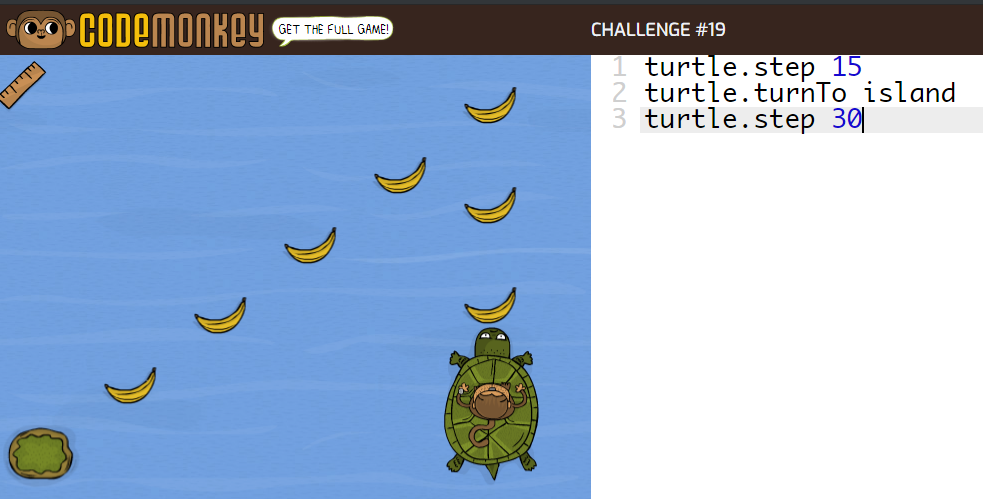 CODEMONKEY GET THE FULL GAME! CHALLENGE #19
1 turtle.step 15
2 turtle.turnTo island
3 turtle.step 30